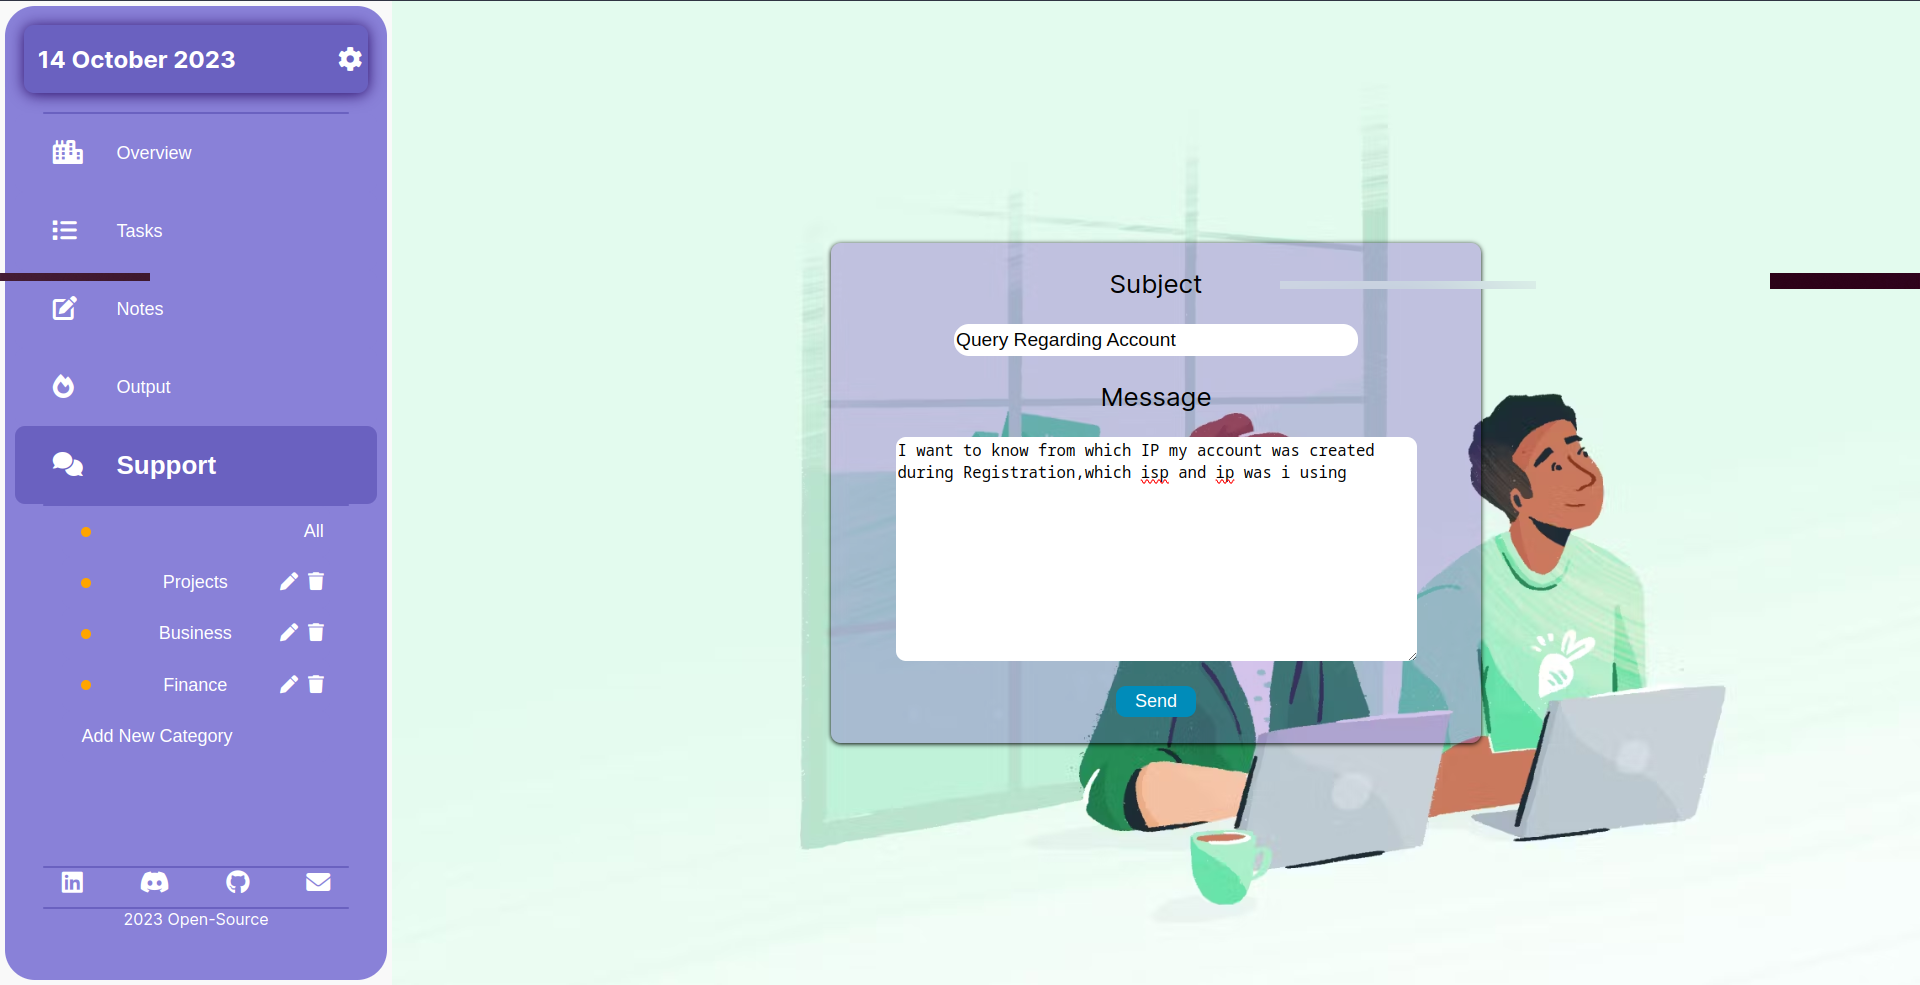 14 October 2023
Overview
Tasks
Notes
Output
Support
All
Projects
Business
Finance
Add New Category
2023 Open-Source
Subject
Query Regarding Account
Message
I want to know from which IP my account was created
during Registration,which isp and ip was i using
Send